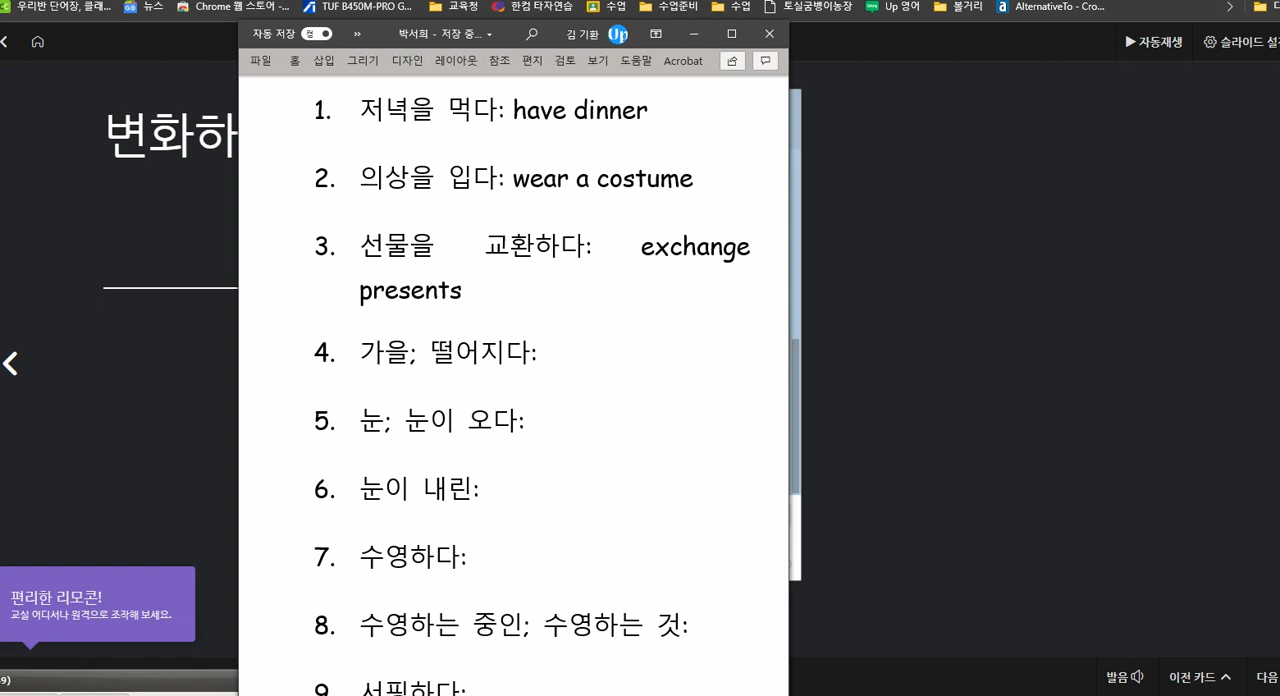 우리반 단어장, 클래... 뉴스 Chrome 웹 스토어 -... TUF B450M-PRO G... 교육청 한컴 타자연습 수업 수업준비 수업 토실굼벵이농장 Up 영어 볼거리 AlternativeTo - Cro...
자동 저장 박서희 - 저장 중... 김 기환 Up
자동재생 슬라이드 설
파일 홈 삽입 그리기 디자인 레이아웃 참조 편지 검토 보기 도움말 Acrobat
변화하
1. 저녁을 먹다: have dinner
2. 의상을 입다: wear a costume
3. 선물을 교환하다: exchange
presents
4. 가을; 떨어지다:
5. 눈; 눈이 오다:
6. 눈이 내린:
7. 수영하다:
8. 수영하는 중인; 수영하는 것:
9. 서핑하다:
편리한 리모콘!
교실 어디서나 원격으로 조작해 보세요.
9)
발음 이전 카드 다음